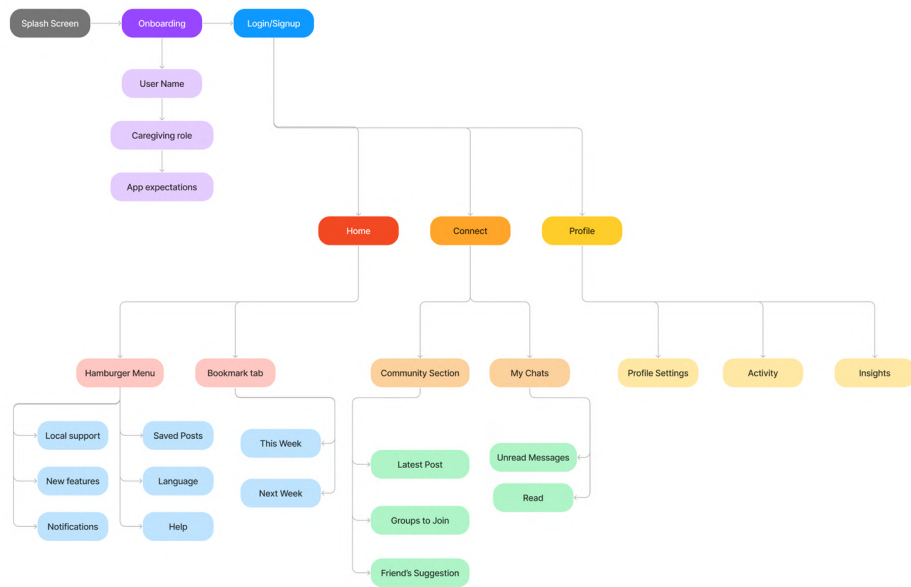 Splash Screen
Onboarding
Login/Signup
User Name
Caregiving role
App expectations
Home
Connect
Profile
Hamburger Menu
Bookmark tab
Community Section
My Chats
Profile Settings
Activity
Insights
Local support
Saved Posts
This Week
New features
Language
Next Week
Notifications
Help
Latest Post
Unread Messages
Groups to Join
Read
Friend's Suggestion